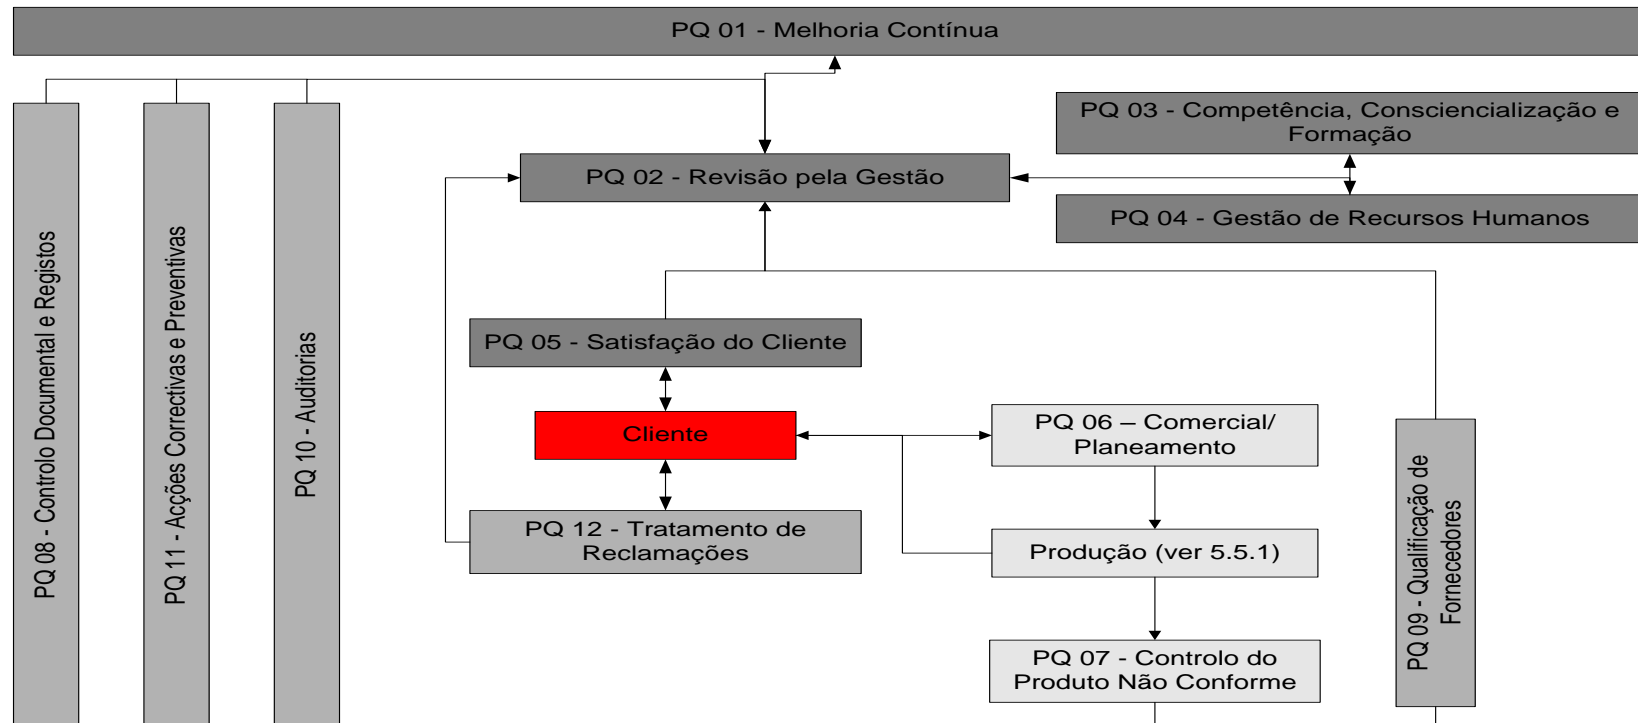 PQ 01 - Melhoria Contínua
PQ 03 - Competência, Consciencialização e
Formação
PQ 02 - Revisão pela Gestão
PQ 04 - Gestão de Recursos Humanos
PQ 08 - Controlo Documental e Registos
PQ 11 - Acções Correctivas e Preventivas
PQ 10 - Auditorias
PQ 05 - Satisfação do Cliente
Cliente
PQ 06 – Comercial/
Planeamento
PQ 12 - Tratamento de
Reclamações
Produção (ver 5.5.1)
PQ 07 - Controlo do
Produto Não Conforme
PQ 09 - Qualificação de
Fornecedores